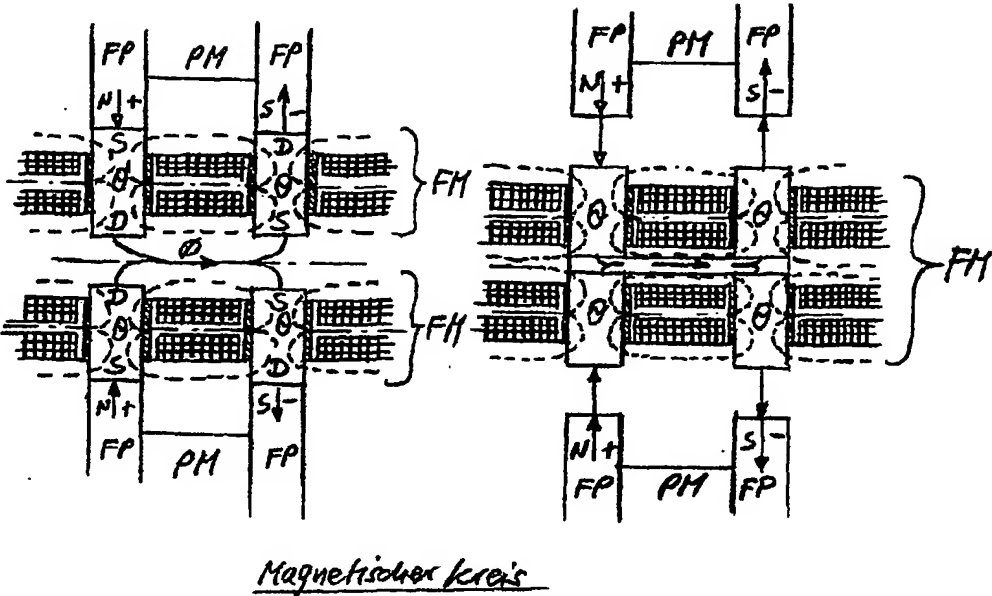 FP PM FP
N + S -
S D
θ θ
D S
FM
Φ
D S
θ θ
S D
FM
N + S -
FP PM FP
FP PM FP
N + S -
θ θ
θ θ
FM
N + S -
FP PM FP
Magnetischer Kreis